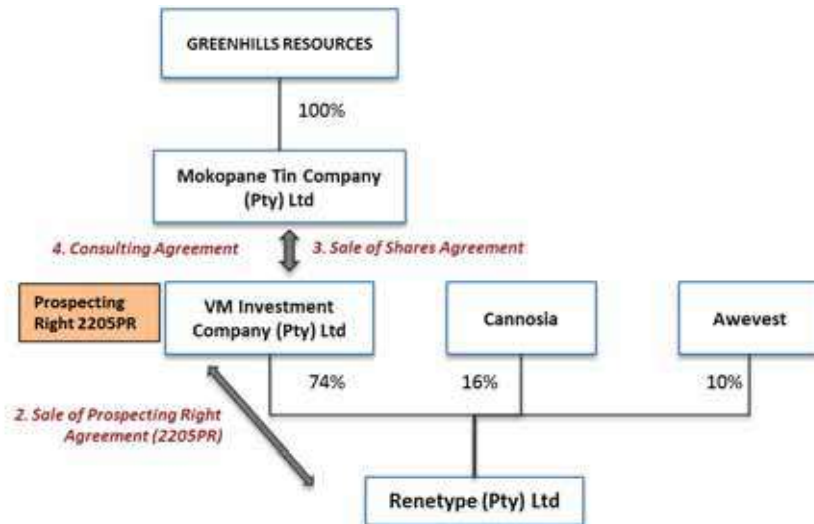 GREENHILLS RESOURCES
100%
Mokopane Tin Company
(Pty) Ltd
4. Consulting Agreement
3. Sale of Shares Agreement
Prospecting
Right 2205PR
VM Investment
Company (Pty) Ltd
Cannosia
Awevest
74%
16%
10%
2. Sale of Prospecting Right
Agreement (2205PR)
Renetype (Pty) Ltd